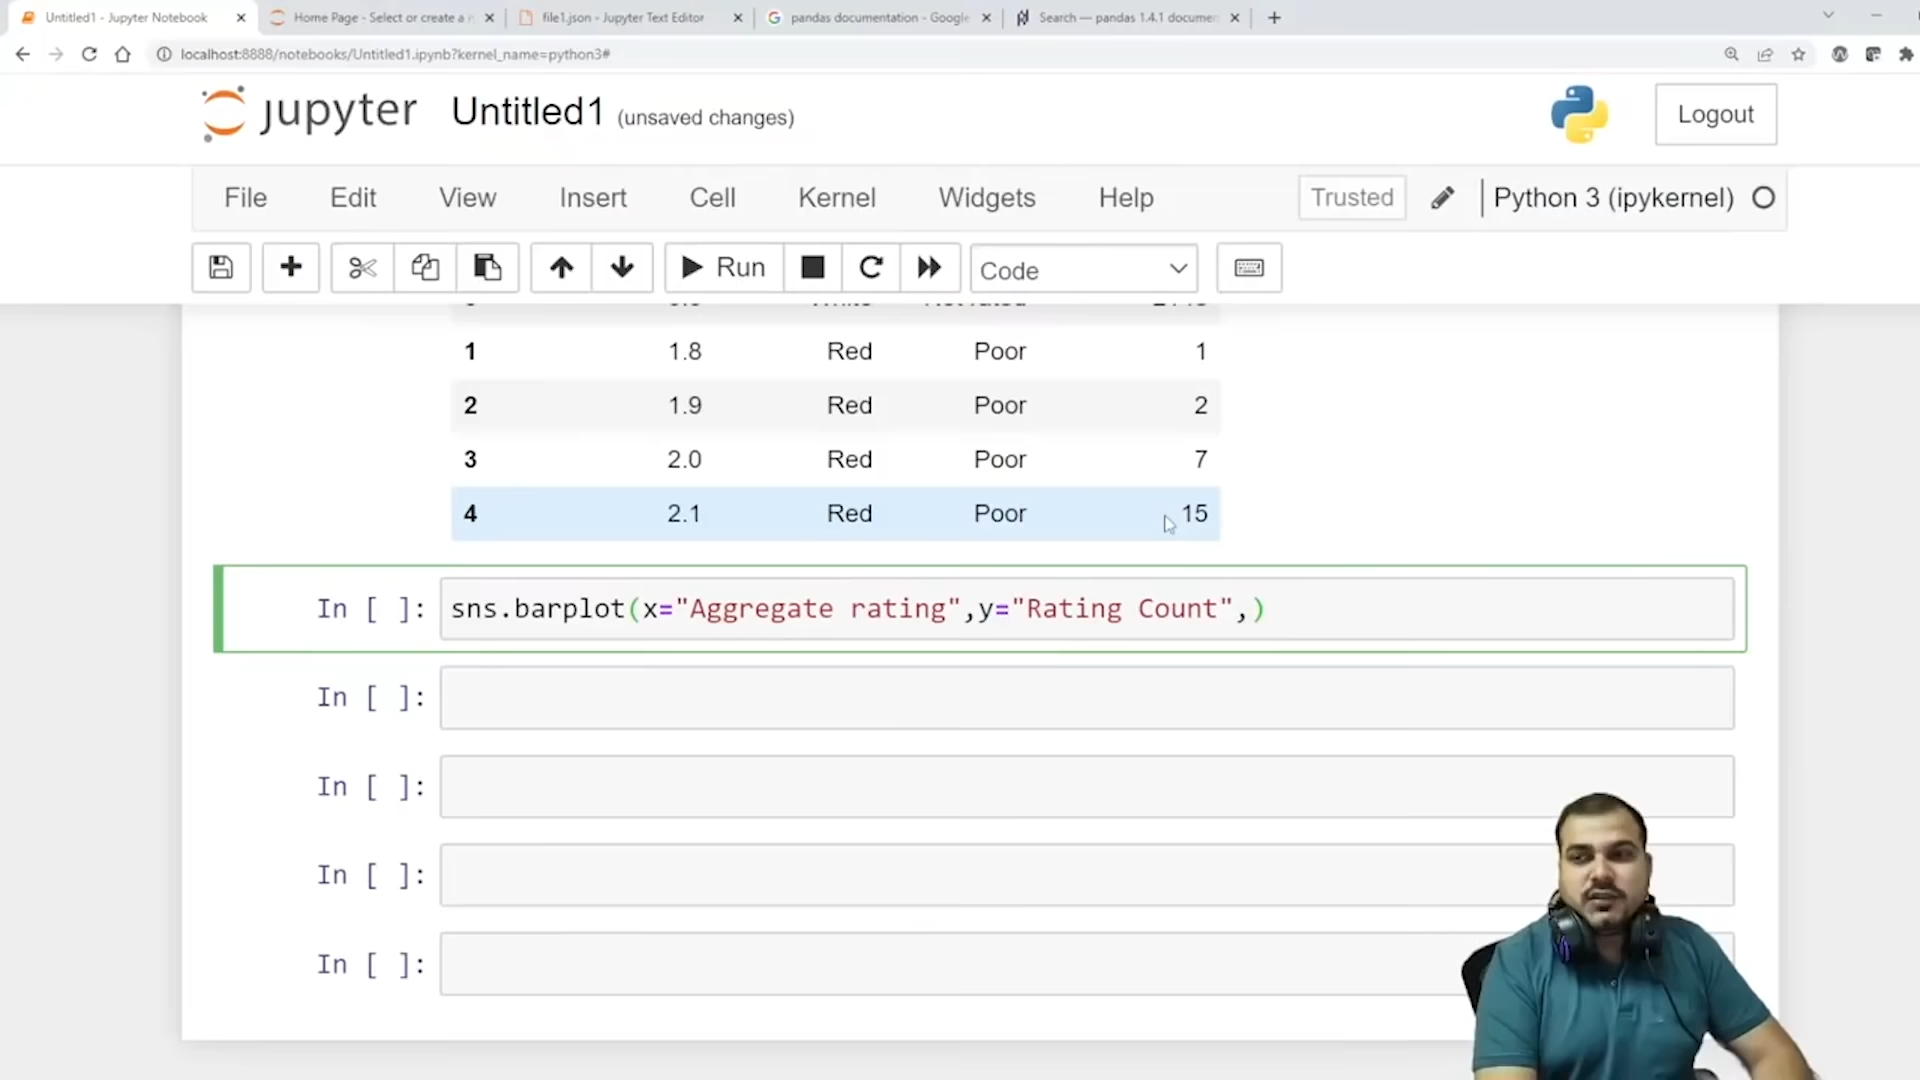 Untitled1 - Jupyter Notebook
Home Page - Select or create a
file1.json - Jupyter Text Editor
pandas documentation - Google
Search — pandas 1.4.1 documen
localhost:8888/notebooks/Untitled1.ipynb?kernel_name=python3#
jupyter Untitled1 (unsaved changes)
Logout
File Edit View Insert Cell Kernel Widgets Help
Trusted
Python 3 (ipykernel)
Run
Code
1 1.8 Red Poor 1
2 1.9 Red Poor 2
3 2.0 Red Poor 7
4 2.1 Red Poor 15
In [ ]: sns.barplot(x="Aggregate rating",y="Rating Count",)
In [ ]:
In [ ]:
In [ ]:
In [ ]: